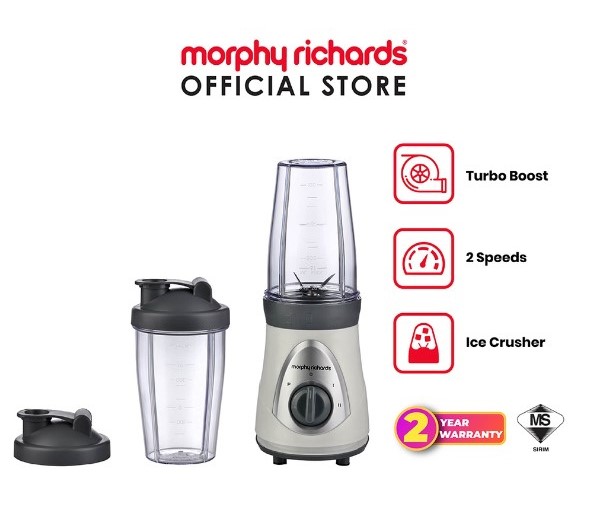 morphy richards
OFFICIAL STORE
Turbo Boost
2 Speeds
Ice Crusher
morphy richards
2 YEAR
WARRANTY
MS
SIRIM